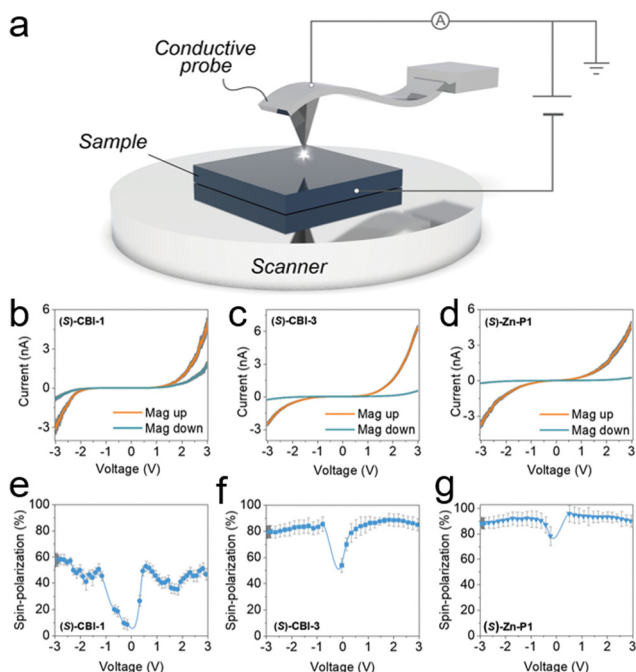 a
Conductive
probe
A
Sample
Scanner
b
(S)-CBI-1
Current (nA)
6
3
0
-3
Mag up
Mag down
-3 -2 -1 0 1 2 3
Voltage (V)
c
(S)-CBI-3
Current (nA)
6
3
0
-3
Mag up
Mag down
-3 -2 -1 0 1 2 3
Voltage (V)
d
(S)-Zn-P1
Current (nA)
6
3
0
-3
Mag up
Mag down
-3 -2 -1 0 1 2 3
Voltage (V)
e
Spin-polarization (%)
100
80
60
40
20
0
(S)-CBI-1
-3 -2 -1 0 1 2 3
Voltage (V)
f
Spin-polarization (%)
100
80
60
40
20
0
(S)-CBI-3
-3 -2 -1 0 1 2 3
Voltage (V)
g
Spin-polarization (%)
100
80
60
40
20
0
(S)-Zn-P1
-3 -2 -1 0 1 2 3
Voltage (V)